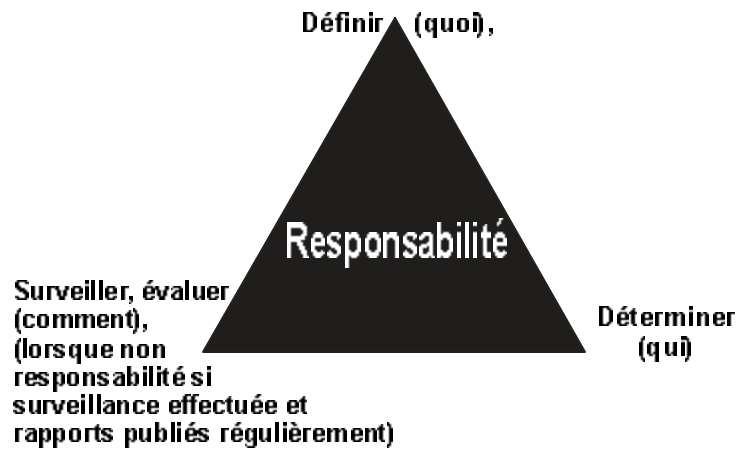 Définir (quoi),
Responsabilité
Surveiller, évaluer
(comment),
(lorsque non
responsabilité si
surveillance effectuée et
rapports publiés régulièrement)
Déterminer
(qui)